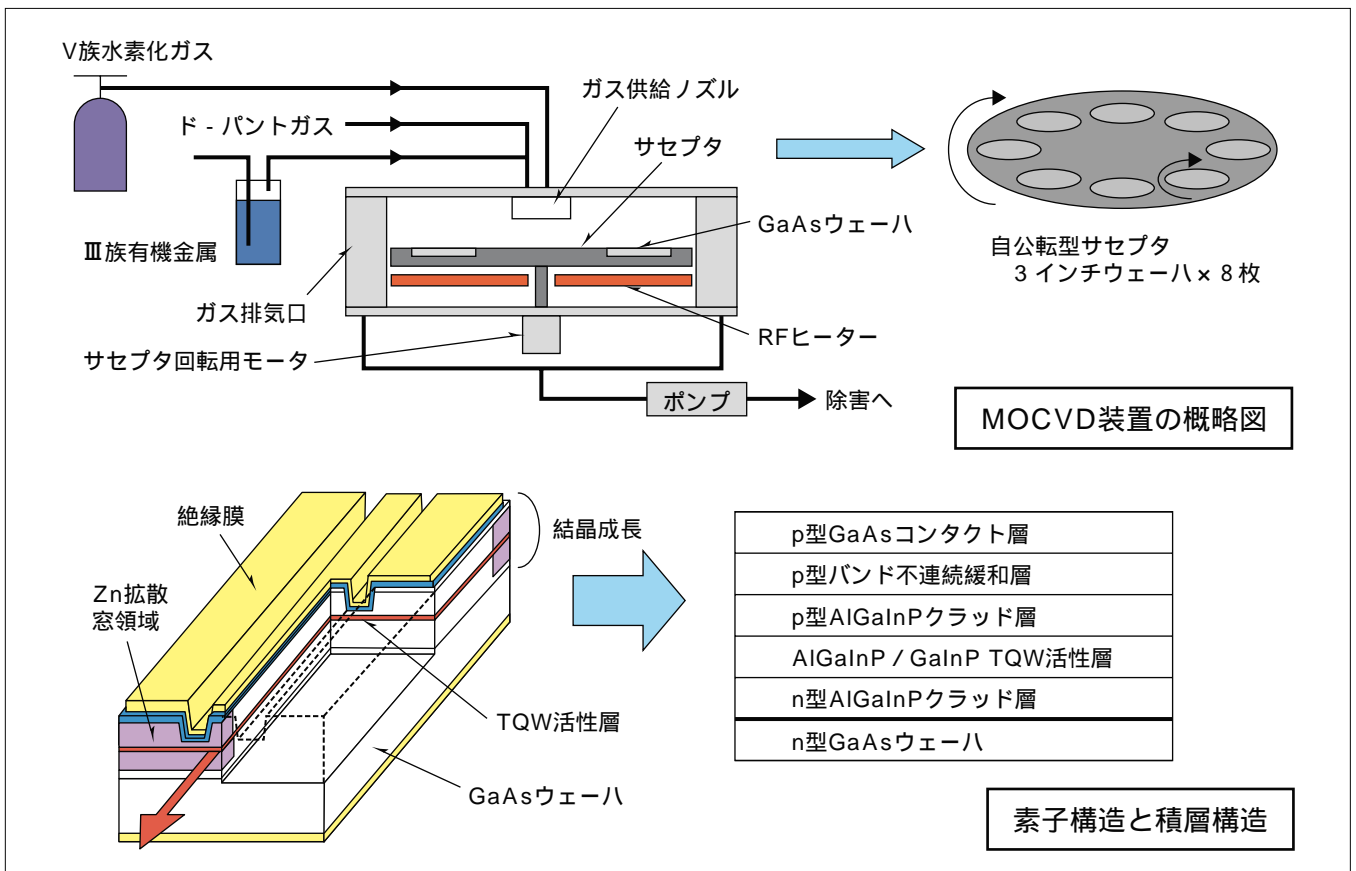 V族水素化ガス
ド‐パントガス
Ⅲ族有機金属
ガス供給ノズル
サセプタ
GaAsウェーハ
ガス排気口
サセプタ回転用モータ
RFヒーター
ポンプ
除害へ
自公転型サセプタ
3 インチウェーハ × 8 枚
MOCVD装置の概略図
絶縁膜
Zn拡散
窓領域
結晶成長
TQW活性層
GaAsウェーハ
p型GaAsコンタクト層
p型バンド不連続緩和層
p型AlGaInPクラッド層
AlGaInP / GaInP TQW活性層
n型AlGaInPクラッド層
n型GaAsウェーハ
素子構造と積層構造